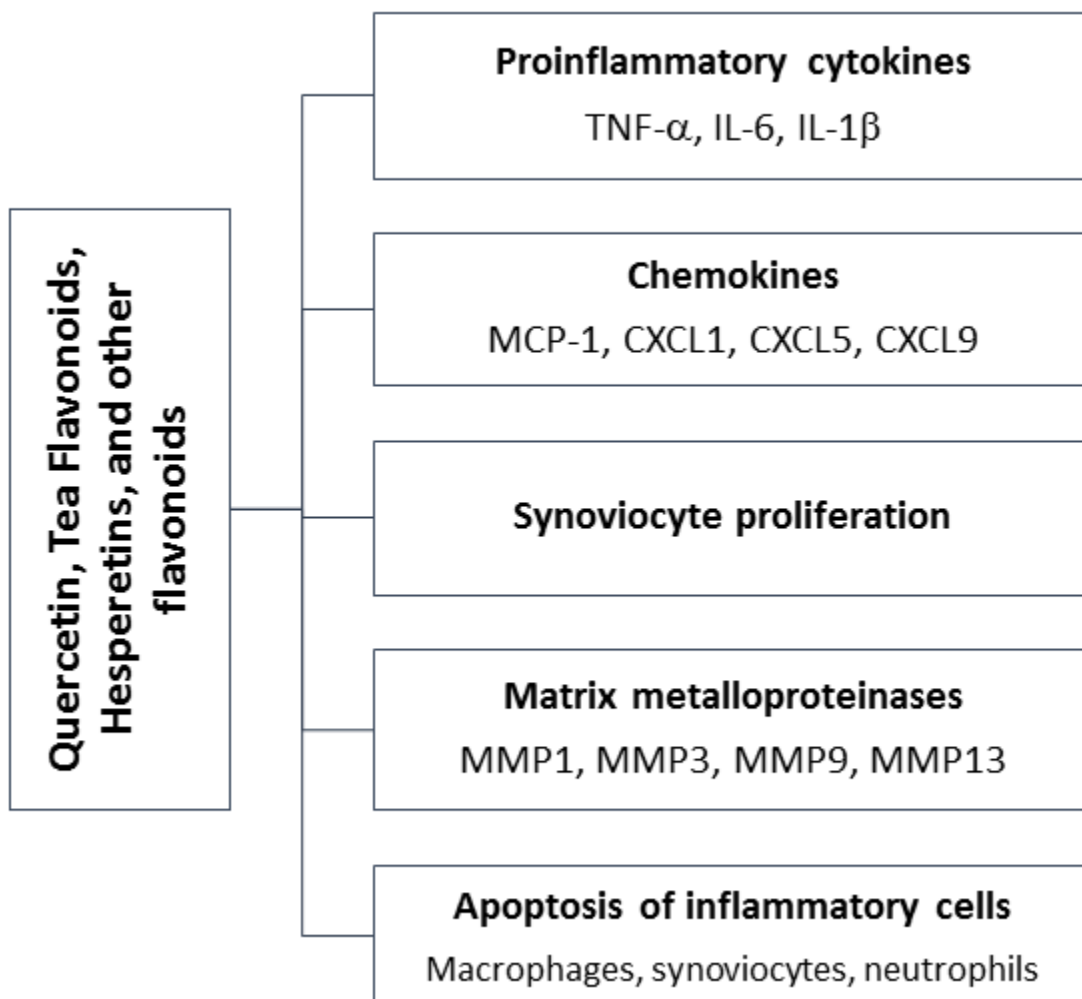 Quercetin, Tea Flavonoids,
Hesperetins, and other
flavonoids
Proinflammatory cytokines
TNF-α, IL-6, IL-1β
Chemokines
MCP-1, CXCL1, CXCL5, CXCL9
Synoviocyte proliferation
Matrix metalloproteinases
MMP1, MMP3, MMP9, MMP13
Apoptosis of inflammatory cells
Macrophages, synoviocytes, neutrophils